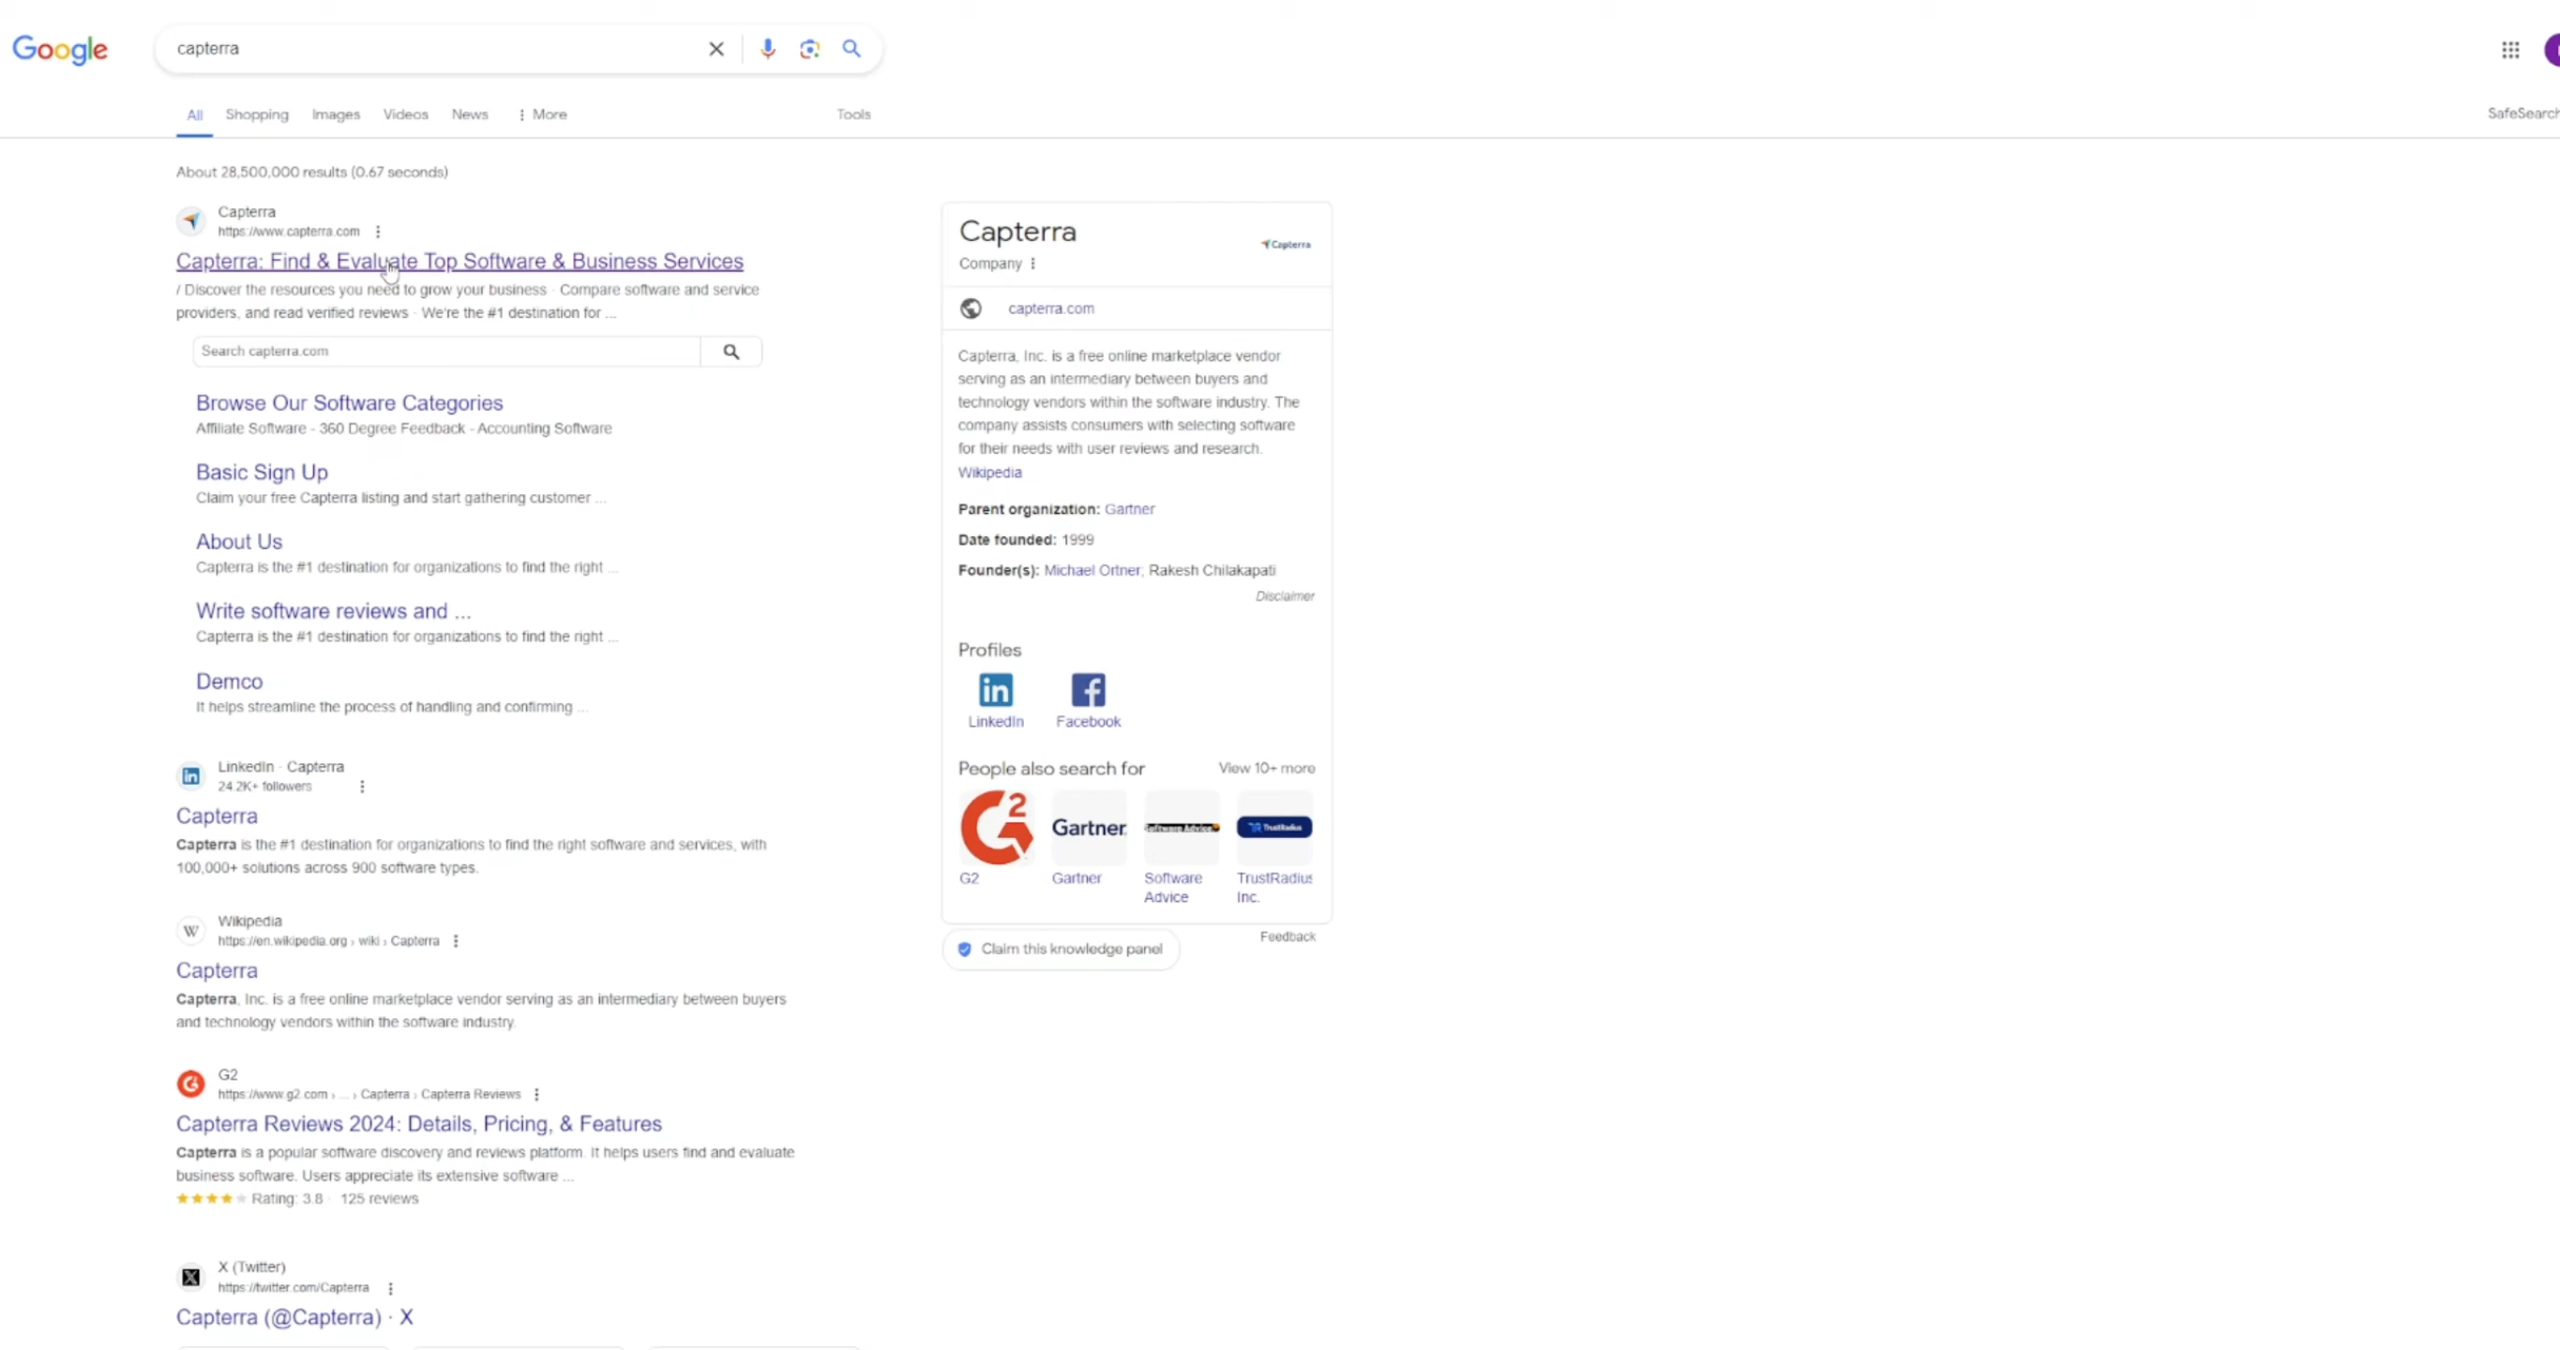 Google
capterra
All Shopping Images Videos News More Tools
About 28,500,000 results (0.67 seconds)
Capterra
https://www.capterra.com
Capterra: Find & Evaluate Top Software & Business Services
/ Discover the resources you need to grow your business · Compare software and service
providers, and read verified reviews · We're the #1 destination for ...
Search capterra.com
Browse Our Software Categories
Affiliate Software - 360 Degree Feedback - Accounting Software
Basic Sign Up
Claim your free Capterra listing and start gathering customer ...
About Us
Capterra is the #1 destination for organizations to find the right ...
Write software reviews and ...
Capterra is the #1 destination for organizations to find the right ...
Demco
It helps streamline the process of handling and confirming ...
LinkedIn · Capterra
24.2K+ followers
Capterra
Capterra is the #1 destination for organizations to find the right software and services, with
100,000+ solutions across 900 software types.
W
Wikipedia
https://en.wikipedia.org › wiki › Capterra
Capterra
Capterra, Inc. is a free online marketplace vendor serving as an intermediary between buyers
and technology vendors within the software industry.
G2
https://www.g2.com › ... › Capterra › Capterra Reviews
Capterra Reviews 2024: Details, Pricing, & Features
Capterra is a popular software discovery and reviews platform. It helps users find and evaluate
business software. Users appreciate its extensive software ...
Rating: 3.8 · 125 reviews
X (Twitter)
https://twitter.com/Capterra
Capterra (@Capterra) · X
SafeSearch
Capterra
Capterra
Company
capterra.com
Capterra, Inc. is a free online marketplace vendor
serving as an intermediary between buyers and
technology vendors within the software industry. The
company assists consumers with selecting software
for their needs with user reviews and research.
Wikipedia
Parent organization: Gartner
Date founded: 1999
Founder(s): Michael Ortner; Rakesh Chilakapati
Disclaimer
Profiles
in
LinkedIn Facebook
People also search for View 10+ more
G2 Gartner Software Advice TrustRadius
G2 Gartner Software TrustRadius
Advice Inc.
Feedback
Claim this knowledge panel